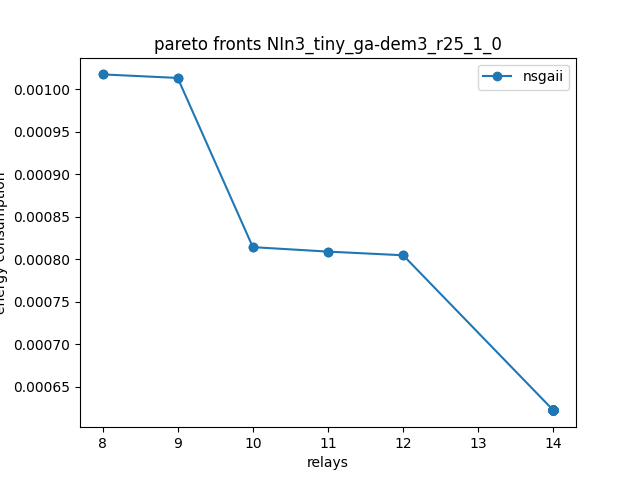 pareto fronts NIn3_tiny_ga-dem3_r25_1_0
nsgaii
0.00100
0.00095
0.00090
0.00085
0.00080
0.00075
0.00070
0.00065
energy consumption
8 9 10 11 12 13 14
relays